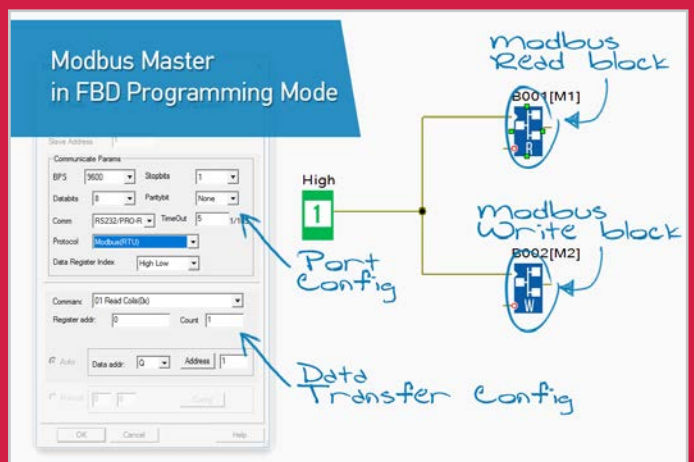 Modbus Master
in FBD Programming Mode
modbus
Read block
B001[M1]
R
High
1
modbus
Write block
B002[M2]
W
Slave Address 1
Communicate Params
BPS 9600 Stopbits 1
Databits 8 Paritybit None
Comm RS232/PRO-R TimeOut 5
Protocol Modbus(RTU)
Data Register Index High Low
Port
Config
Command 01 Read Coils(0x)
Register addr: 0 Count 1
Auto Data addr: Q Address 1
Data
Transfer Config
0 0
OK Cancel Help